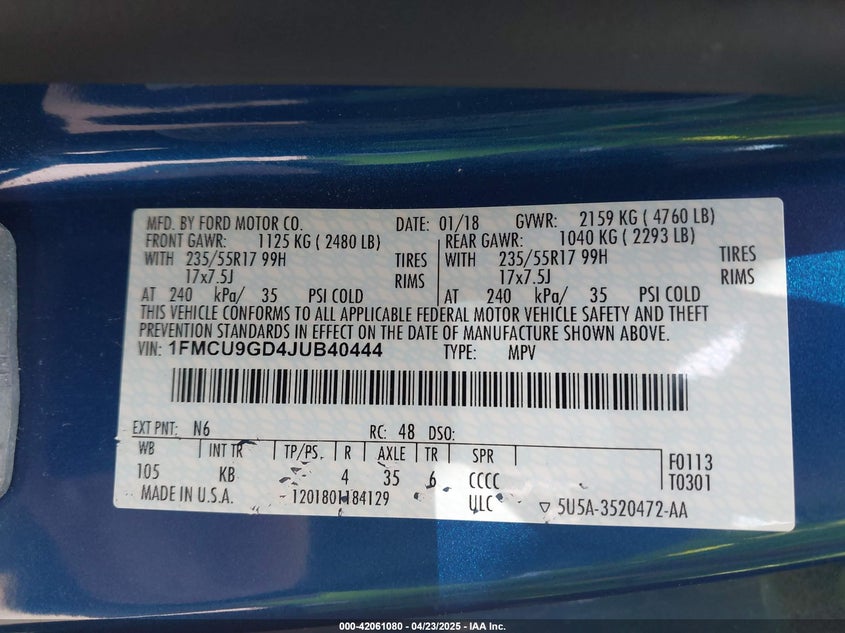 MFD. BY FORD MOTOR CO. DATE: 01/18 GVWR: 2159 KG ( 4760 LB)
FRONT GAWR: 1125 KG ( 2480 LB) REAR GAWR: 1040 KG ( 2293 LB)
WITH 235/55R17 99H TIRES WITH 235/55R17 99H TIRES
17x7.5J RIMS 17x7.5J RIMS
AT 240 kPa/ 35 PSI COLD AT 240 kPa/ 35 PSI COLD
THIS VEHICLE CONFORMS TO ALL APPLICABLE FEDERAL MOTOR VEHICLE SAFETY AND THEFT
PREVENTION STANDARDS IN EFFECT ON THE DATE OF MANUFACTURE SHOWN ABOVE.
VIN: 1FMCU9GD4JUB40444 TYPE: MPV
EXT PNT: N6 RC: 48 DSO:
WB INT TR TP/PS. R AXLE TR SPR
105 KB 4 35 6 CCCC
F0113
T0301
MADE IN U.S.A. 1201801184129 ULC ▽ 5U5A-3520472-AA
000-42061080 | 04/23/2025 - IAA Inc.